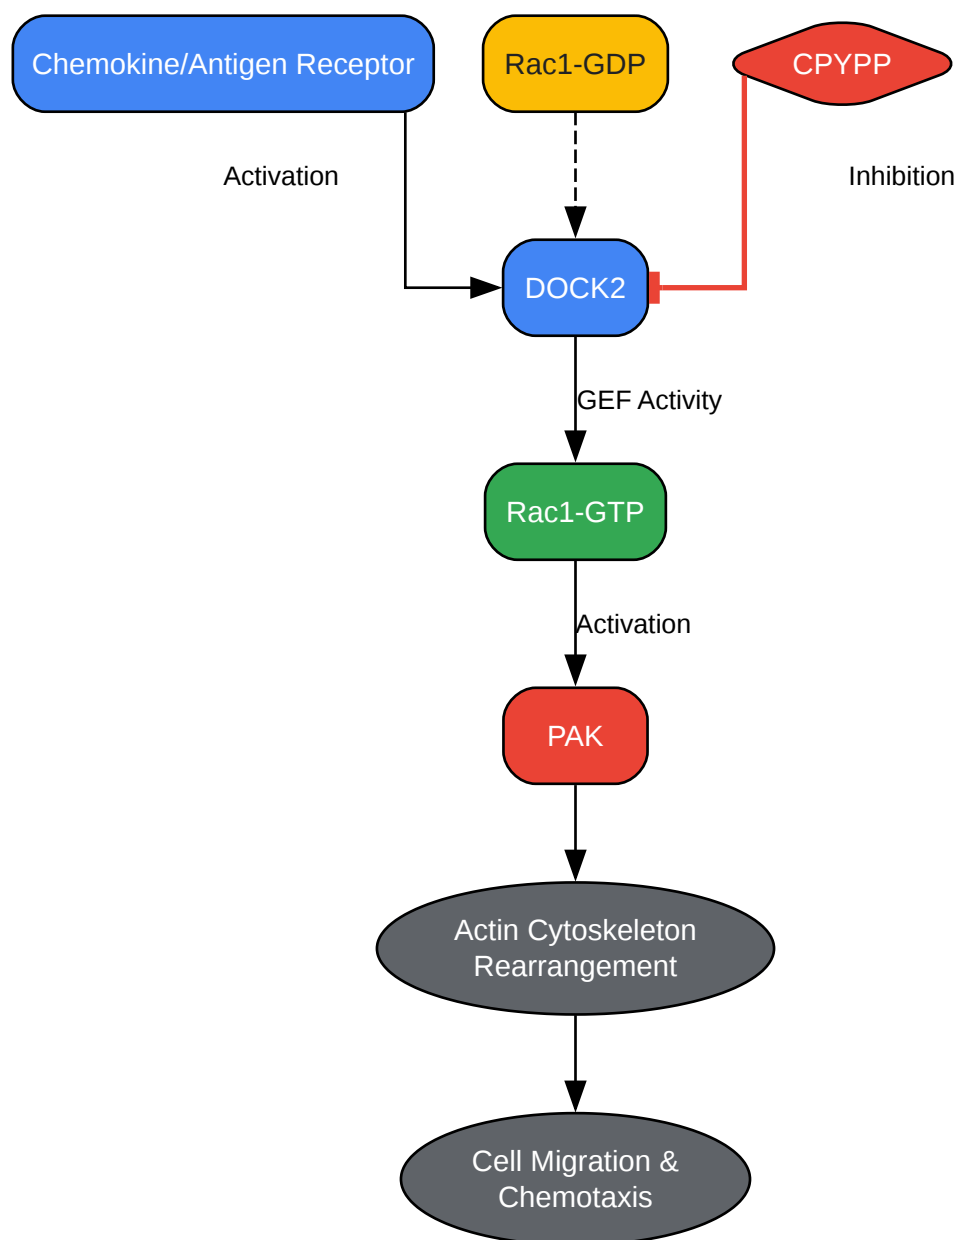 Chemokine/Antigen Receptor
Rac1-GDP
CPYPP
Activation
Inhibition
DOCK2
GEF Activity
Rac1-GTP
Activation
PAK
Actin Cytoskeleton
Rearrangement
Cell Migration &
Chemotaxis